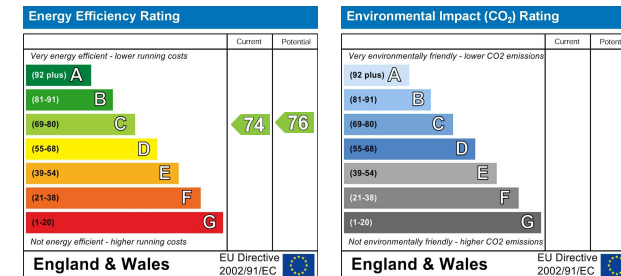 Energy Efficiency Rating
Current Potential
Very energy efficient - lower running costs
(92 plus) A
(81-91) B
(69-80) C 74 76
(55-68) D
(39-54) E
(21-38) F
(1-20) G
Not energy efficient - higher running costs
England & Wales
EU Directive
2002/91/EC
Environmental Impact (CO₂) Rating
Current Potent
Very environmentally friendly - lower CO2 emissions
(92 plus) A
(81-91) B
(69-80) C
(55-68) D
(39-54) E
(21-38) F
(1-20) G
Not environmentally friendly - higher CO2 emissions
England & Wales
EU Directive
2002/91/EC